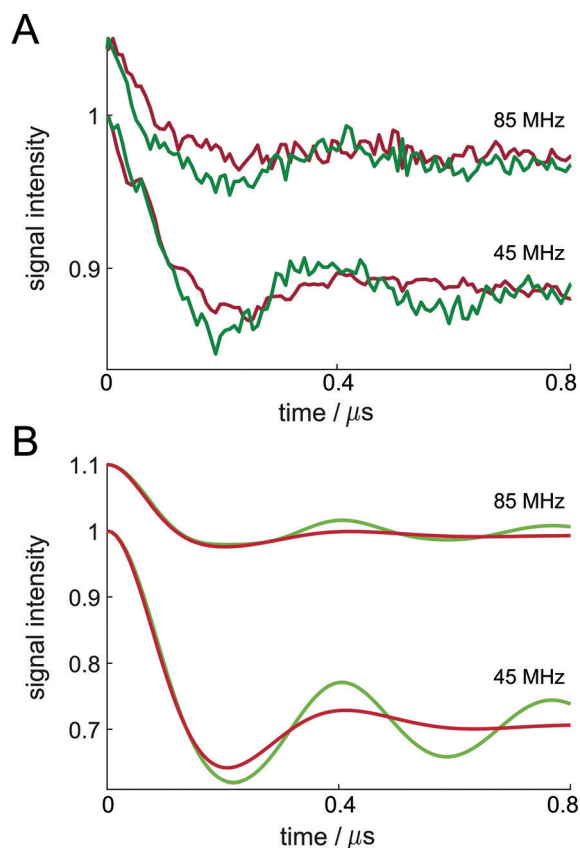 A
1
0.9
signal intensity
85 MHz
45 MHz
0 0.4 0.8
time / μs
B
1.1
1
0.9
0.8
0.7
signal intensity
85 MHz
45 MHz
0 0.4 0.8
time / μs